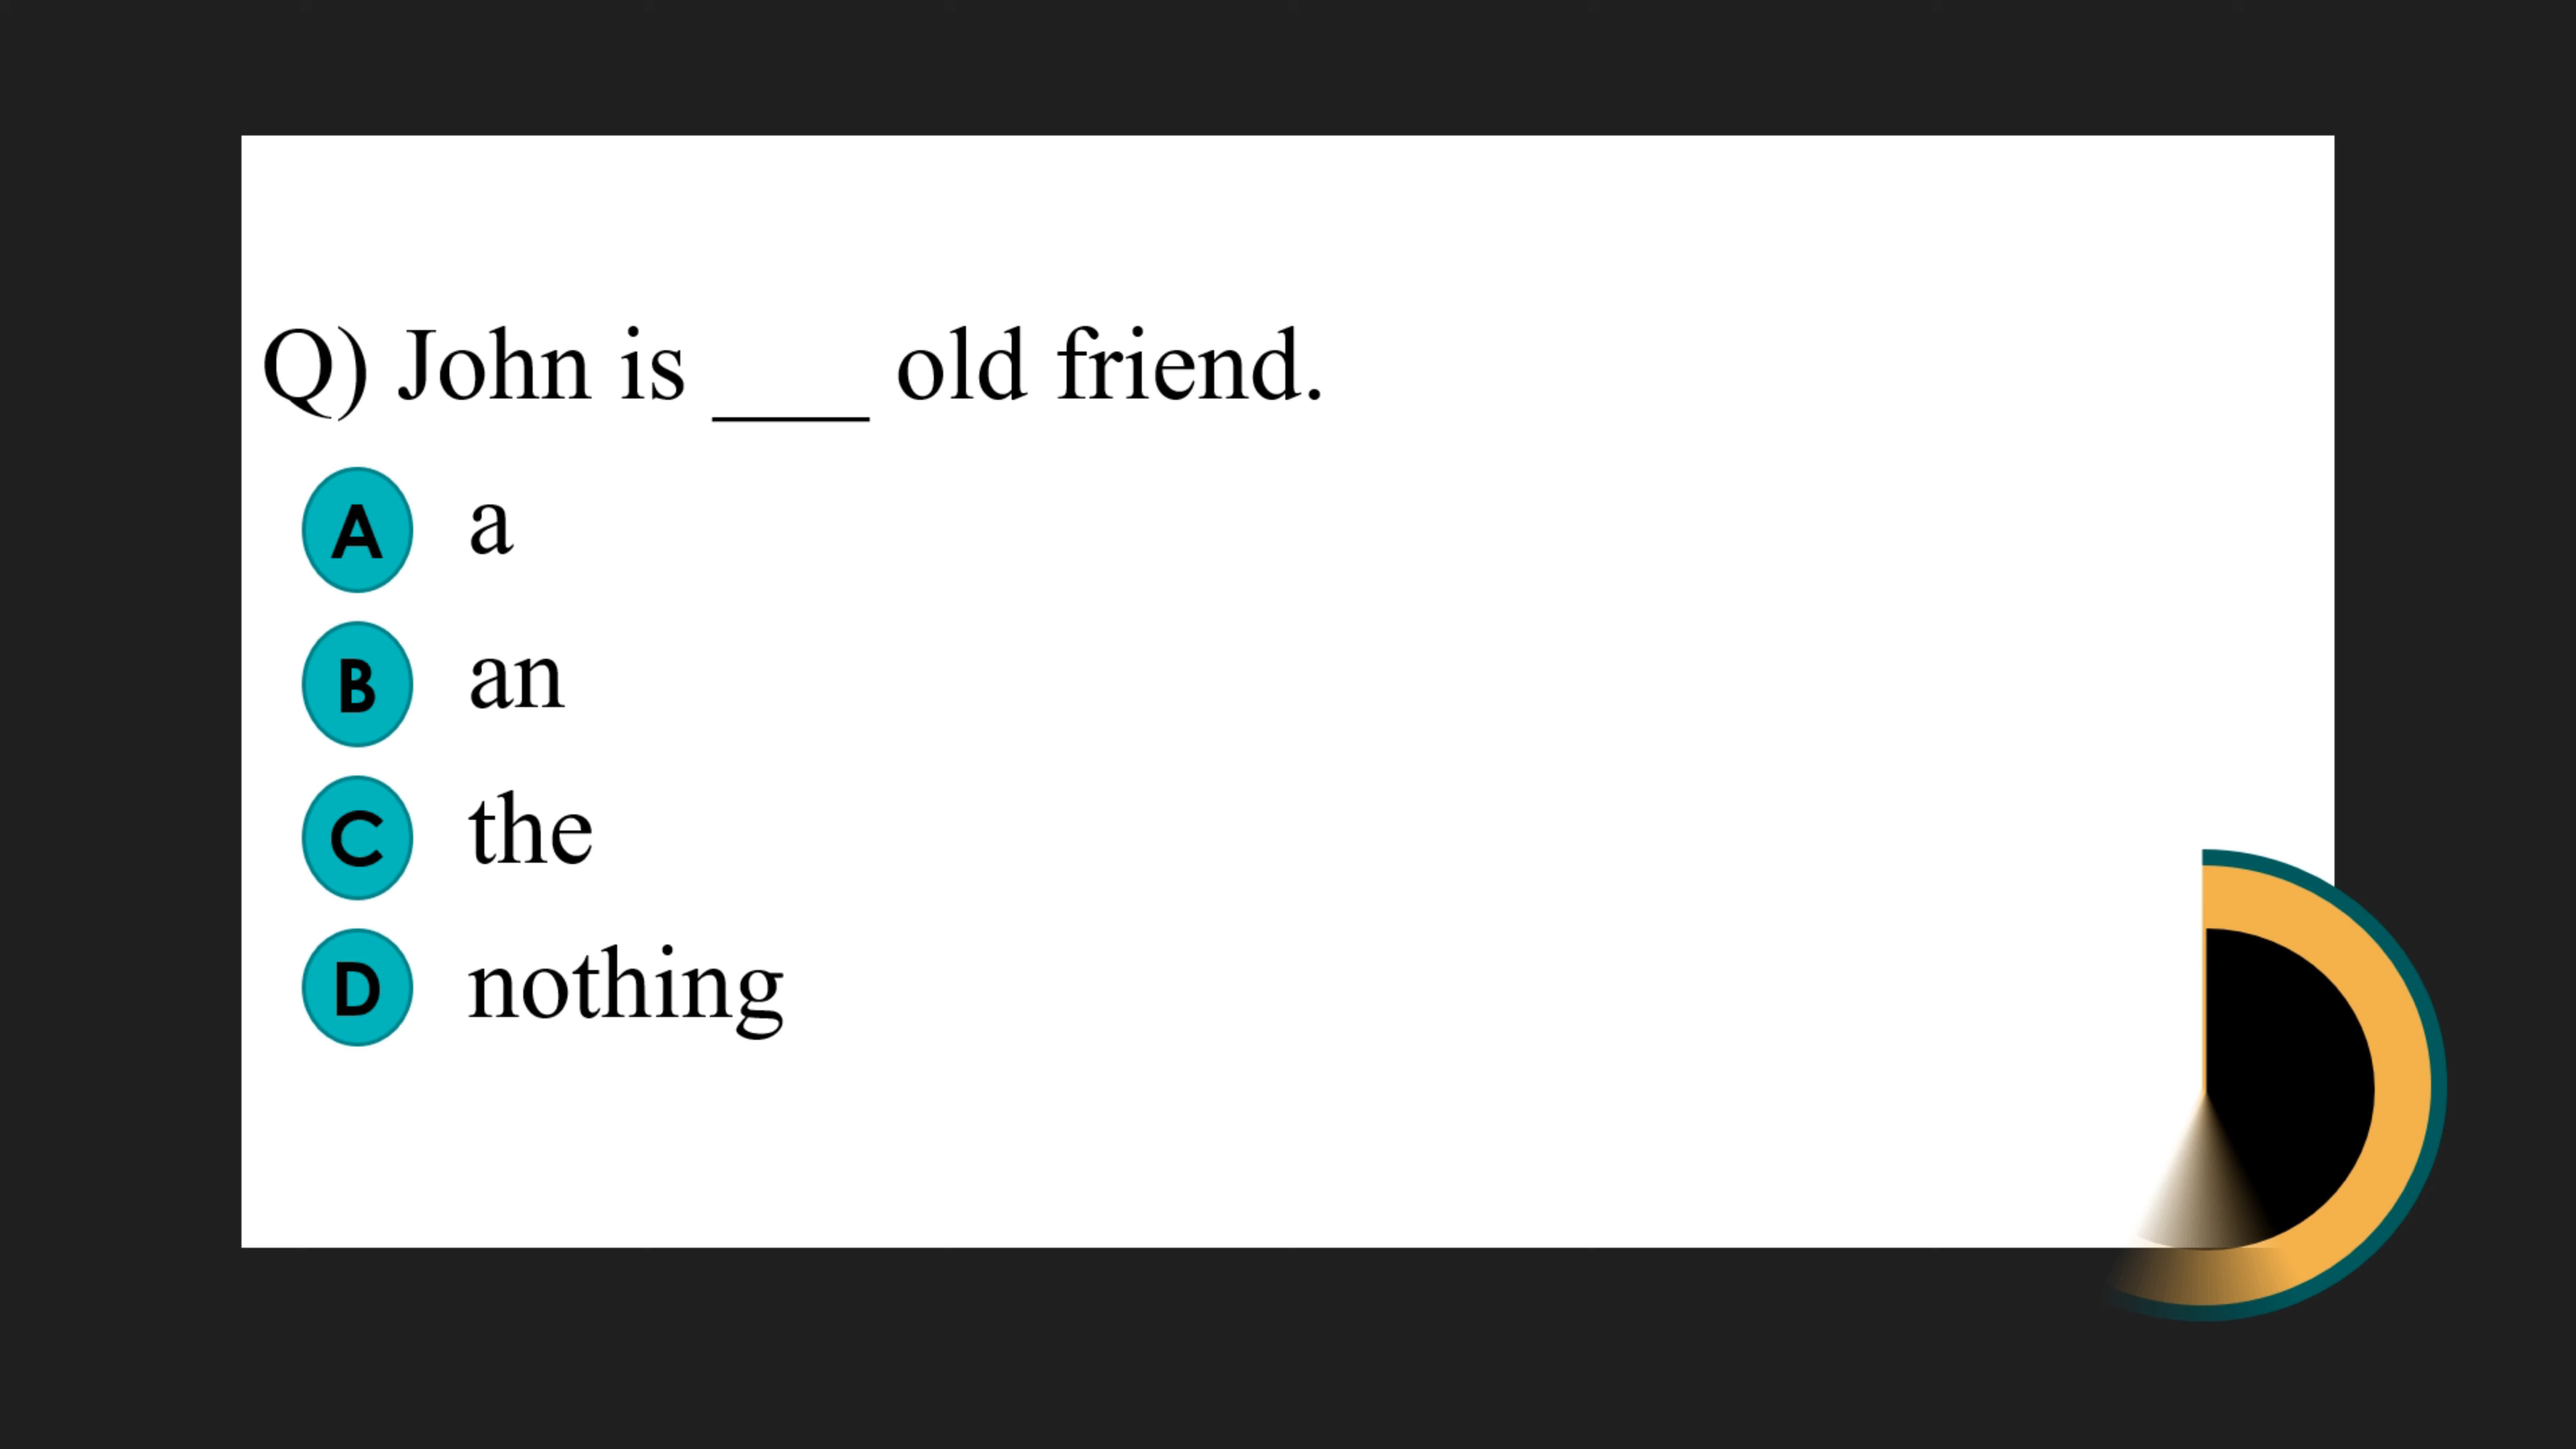 Q) John is ___ old friend.
A a
B an
C the
D nothing